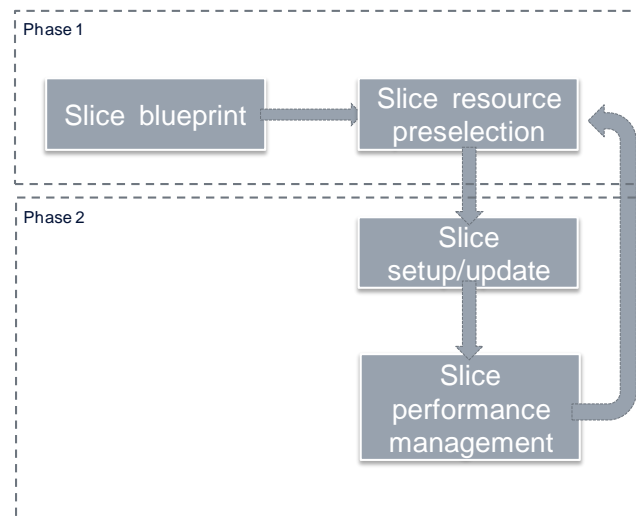 Phase 1
Slice blueprint
Slice resource
preselection
Phase 2
Slice
setup/update
Slice
performance
management